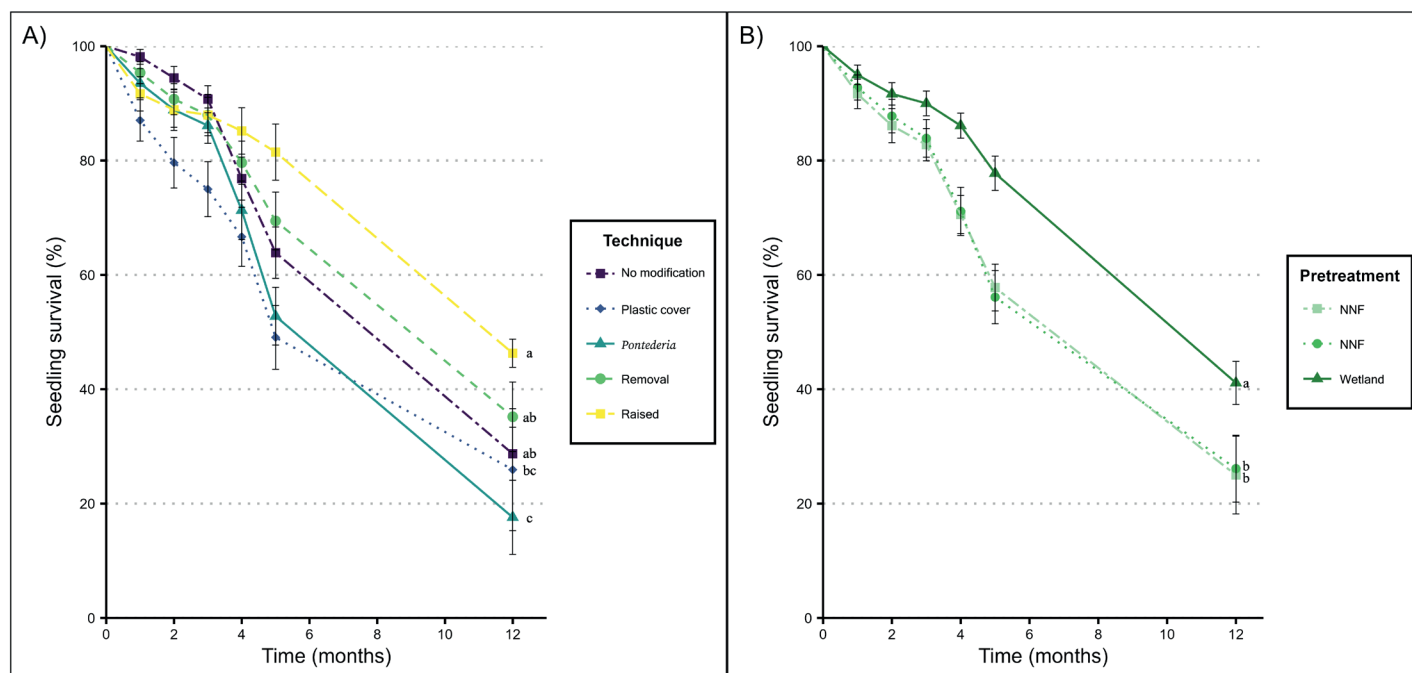 A)
Seedling survival (%)
100
80
60
40
20
0
0 2 4 6 8 10 12
Time (months)
a
ab
ab
bc
c
Technique
No modification
Plastic cover
Pontederia
Removal
Raised
B)
Seedling survival (%)
100
80
60
40
20
0
0 2 4 6 8 10 12
Time (months)
a
b
b
Pretreatment
NNF
NNF
Wetland